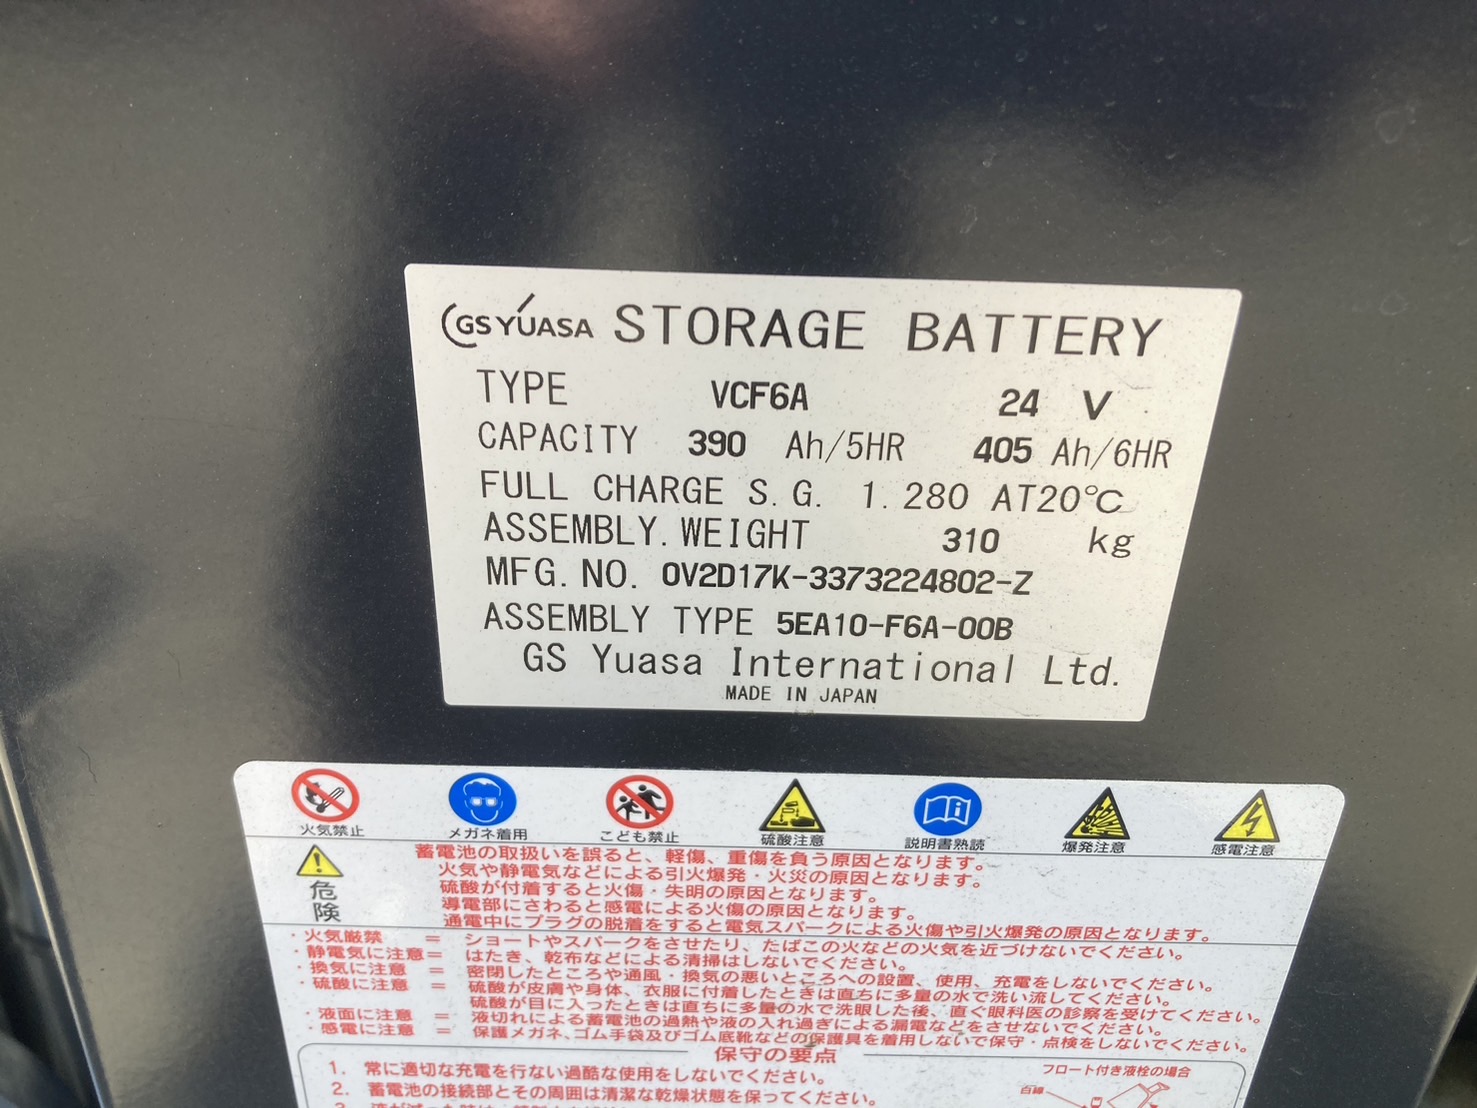 GS YUASA STORAGE BATTERY
TYPE VCF6A 24 V
CAPACITY 390 Ah/5HR 405 Ah/6HR
FULL CHARGE S.G. 1.280 AT20℃
ASSEMBLY.WEIGHT 310 kg
MFG.NO. 0V2D17K-3373224802-Z
ASSEMBLY TYPE 5EA10-F6A-00B
GS Yuasa International Ltd.
MADE IN JAPAN
火気禁止 メガネ着用 こども禁止 硫酸注意 説明書熟読 爆発注意 感電注意
危険
蓄電池の取扱いを誤ると、軽傷、重傷を負う原因となります。
火気や静電気などによる引火爆発・火災の原因となります。
硫酸が付着すると火傷・失明の原因となります。
導電部にさわると感電による火傷の原因となります。
通電中にプラグの脱着をすると電気スパークによる火傷や引火爆発の原因となります。
・火気厳禁 = ショートやスパークをさせたり、たばこの火などの火気を近づけないでください。
・静電気に注意= はたき、乾布などによる清掃はしないでください。
・換気に注意 = 密閉したところや通風・換気の悪いところへの設置、使用、充電をしないでください。
・硫酸に注意 = 硫酸が皮膚や身体、衣服に付着したときは直ちに多量の水で洗い流してください。
硫酸が目に入ったときは直ちに多量の水で洗眼した後、直ぐ眼科医の診察を受けてください。
・液面に注意 = 液切れによる蓄電池の過熱や液の入れ過ぎによる漏電などをさせないでください。
・感電に注意 = 保護メガネ、ゴム手袋及びゴム底靴などの保護具を着用しないで保守・点検をしないでください。
保守の要点
1. 常に適切な充電を行ない過酷な使用をしないでください。
2. 蓄電池の接続部とその周囲は清潔な乾燥状態を保ってください。
フロート付き液栓の場合
白線